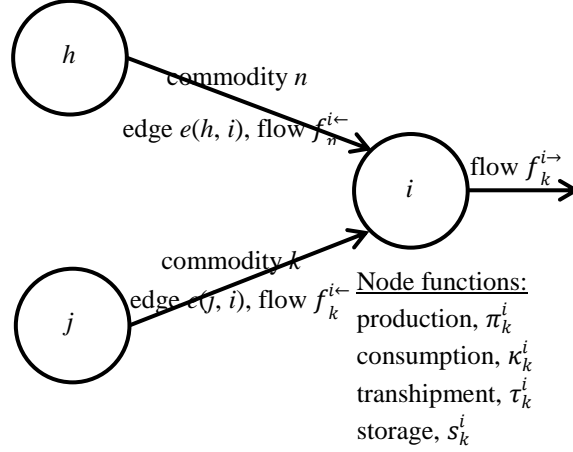 h
commodity n
edge e(h, i), flow f_n^{i←}
i
flow f_k^{i→}
commodity k
edge e(j, i), flow f_k^{i←}
j
Node functions:
production, π_k^i
consumption, κ_k^i
transhipment, τ_k^i
storage, s_k^i